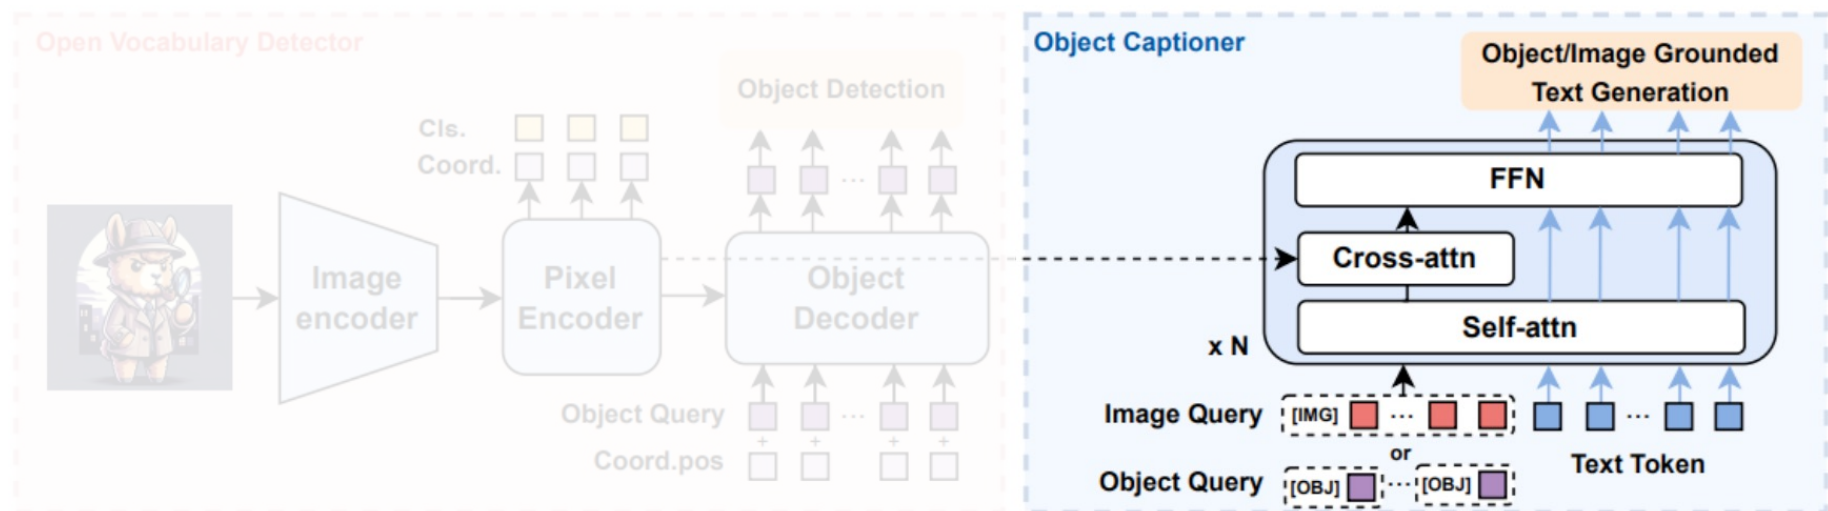 Open Vocabulary Detector
Object Detection
Cls.
Coord.
Image
encoder
Pixel
Encoder
Object
Decoder
Object Query
+ + + +
Coord.pos
Object Captioner
Object/Image Grounded
Text Generation
FFN
Cross-attn
Self-attn
x N
Image Query [IMG] ... ...
or
Text Token
Object Query [OBJ] ... [OBJ]